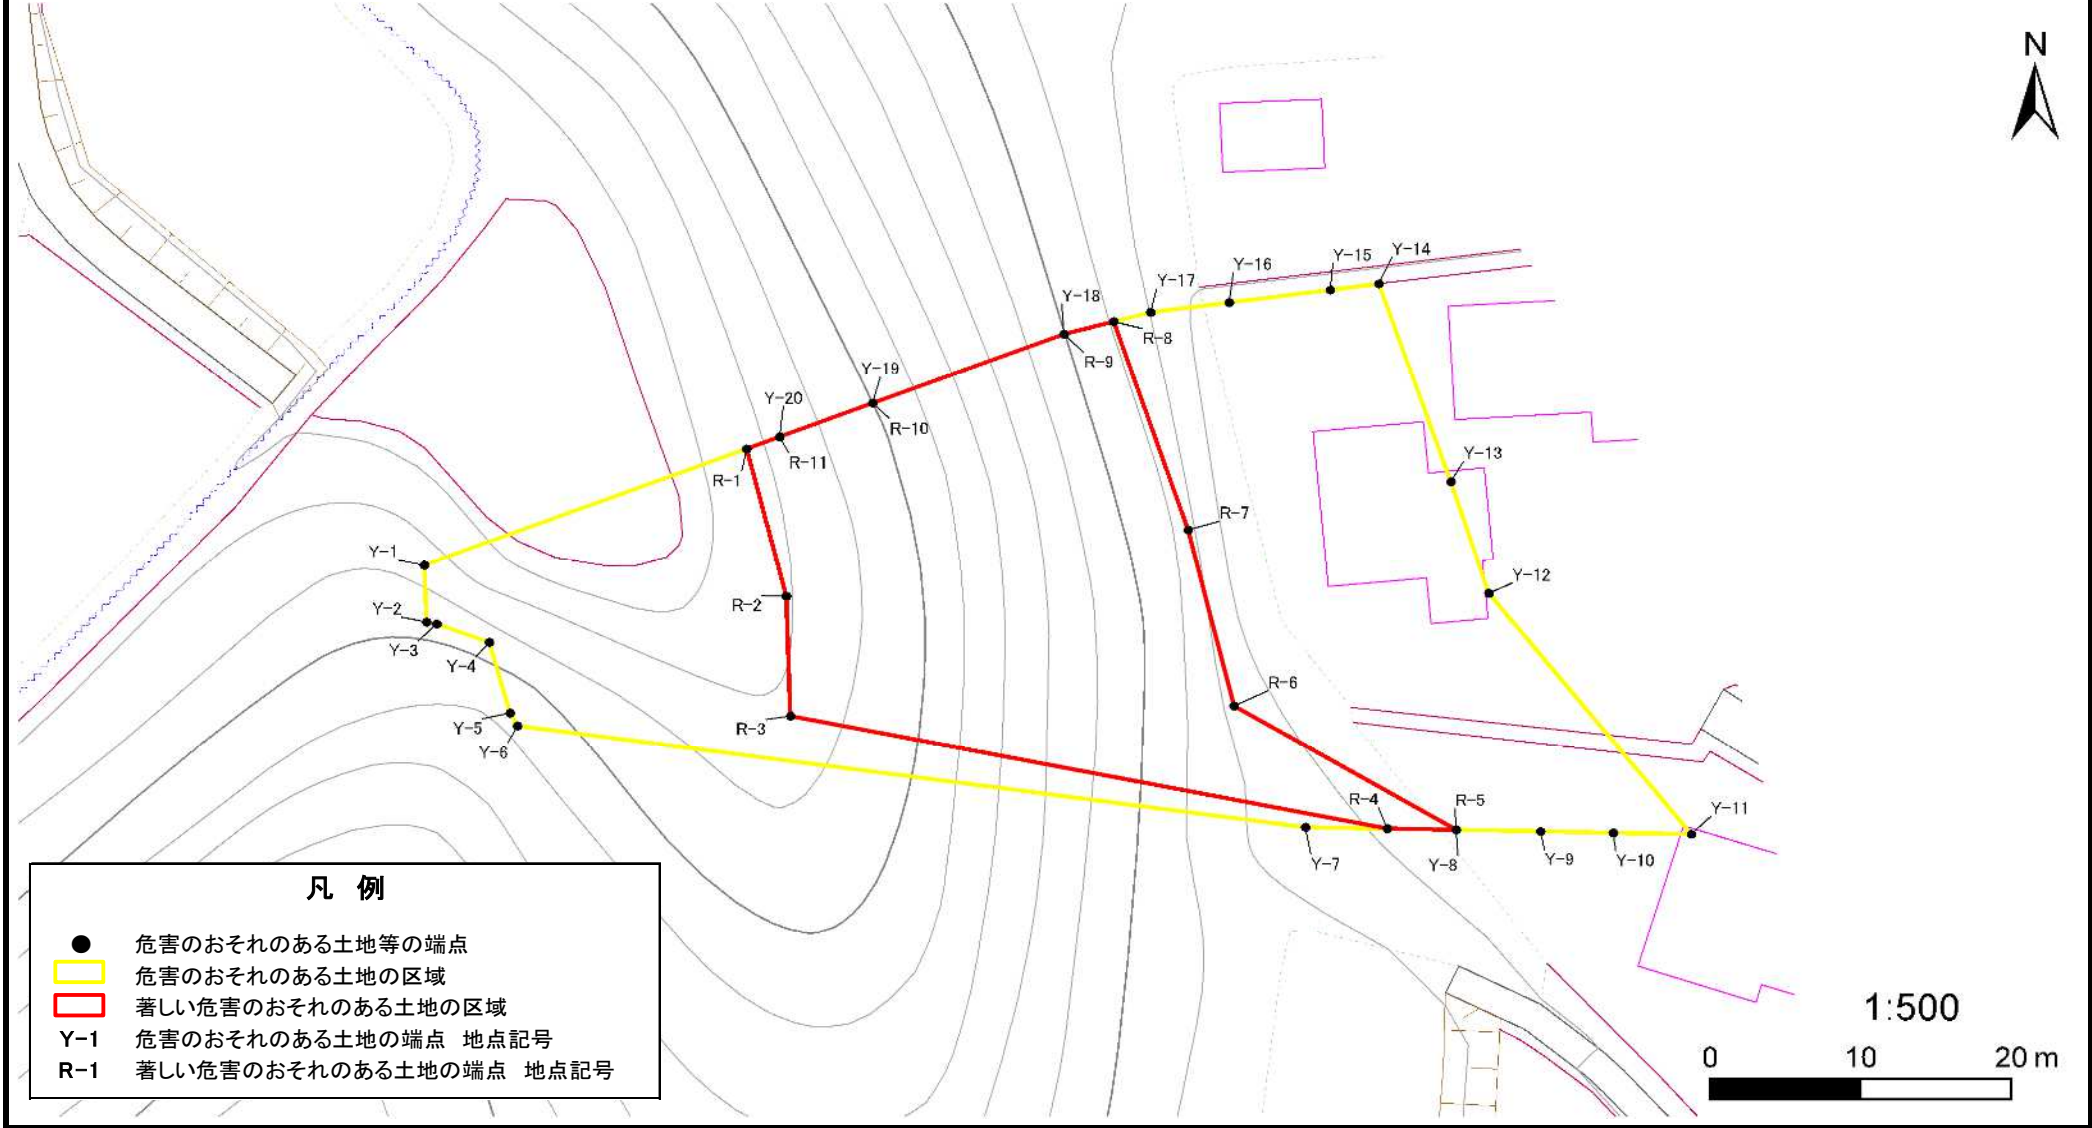 N
Y-14
Y-15
Y-16
Y-17
Y-18
R-8
R-9
Y-19
Y-20
R-10
R-11
R-1
Y-13
R-7
Y-1
Y-12
R-2
Y-2
Y-3
Y-4
R-6
Y-5
R-3
Y-6
R-4
R-5
Y-11
Y-7
Y-8
Y-9
Y-10
凡 例
危害のおそれのある土地等の端点
危害のおそれのある土地の区域
著しい危害のおそれのある土地の区域
Y-1 危害のおそれのある土地の端点 地点記号
R-1 著しい危害のおそれのある土地の端点 地点記号
1:500
0 10 20 m